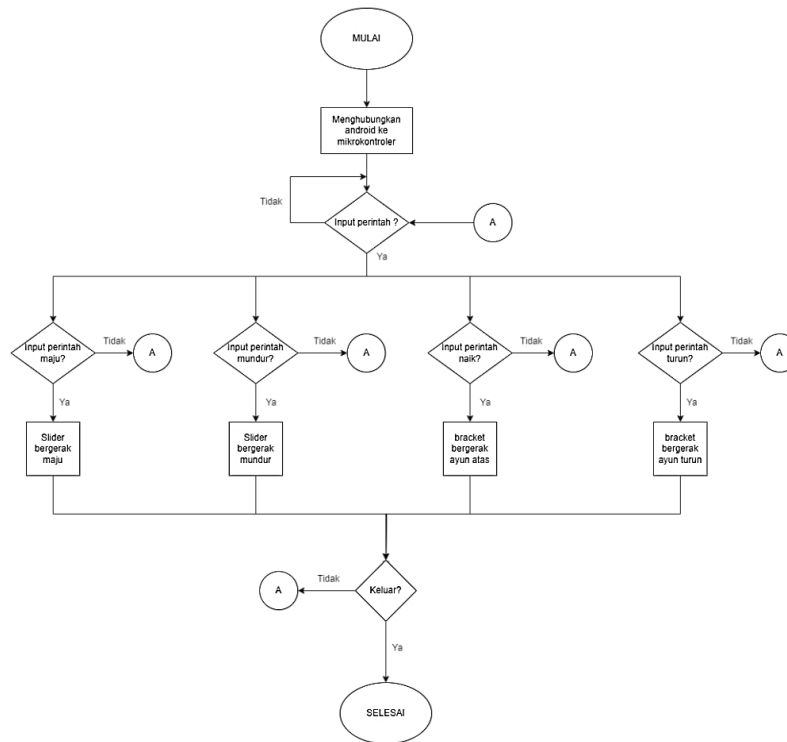 MULAI
Menghubungkan
android ke
mikrokontroler
Tidak
Input perintah ?
A
Ya
Input perintah
maju?
Tidak
A
Input perintah
mundur?
Tidak
A
Input perintah
naik?
Tidak
A
Input perintah
turun?
Tidak
A
Ya
Ya
Ya
Ya
Slider
bergerak
maju
Slider
bergerak
mundur
bracket
bergerak
ayun atas
bracket
bergerak
ayun turun
A
Tidak
Keluar?
Ya
SELESAI